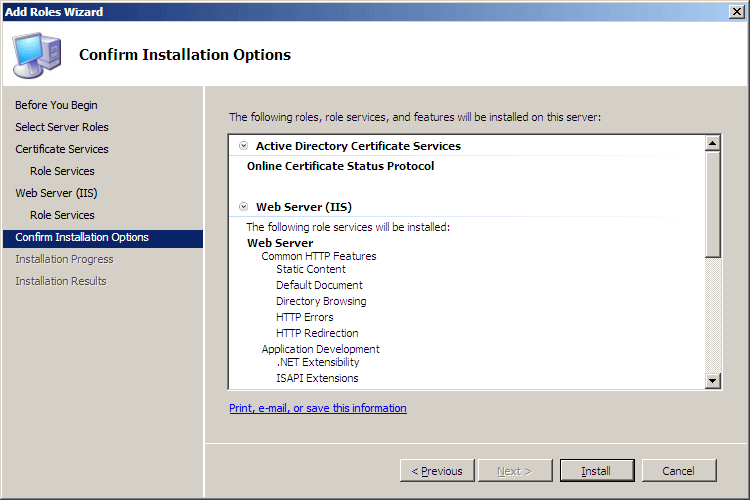 Add Roles Wizard
Confirm Installation Options
Before You Begin
Select Server Roles
Certificate Services
Role Services
Web Server (IIS)
Role Services
Confirm Installation Options
Installation Progress
Installation Results
The following roles, role services, and features will be installed on this server:
Active Directory Certificate Services
Online Certificate Status Protocol
Web Server (IIS)
The following role services will be installed:
Web Server
Common HTTP Features
Static Content
Default Document
Directory Browsing
HTTP Errors
HTTP Redirection
Application Development
.NET Extensibility
ISAPI Extensions
Print, e-mail, or save this information
< Previous
Next >
Install
Cancel